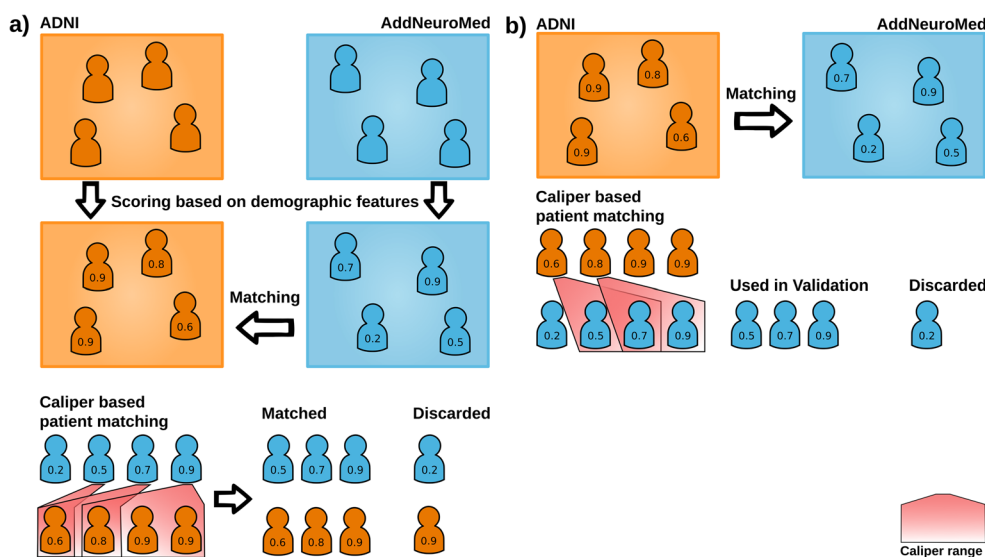 a)
ADNI
AddNeuroMed
Scoring based on demographic features
0.9
0.8
0.9
0.6
Matching
0.7
0.9
0.2
0.5
Caliper based
patient matching
Matched
Discarded
0.2 0.5 0.7 0.9
0.5 0.7 0.9
0.2
0.6 0.8 0.9 0.9
0.6 0.8 0.9
0.9
b)
ADNI
AddNeuroMed
0.9
0.8
0.9
0.6
Matching
0.7
0.9
0.2
0.5
Caliper based
patient matching
0.6 0.8 0.9 0.9
Used in Validation
Discarded
0.2 0.5 0.7 0.9
0.5 0.7 0.9
0.2
Caliper range